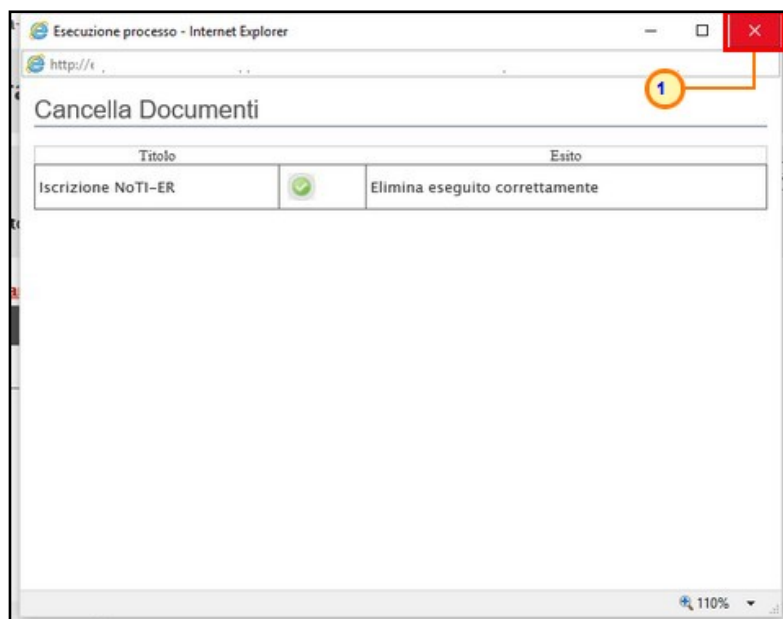 Esecuzione processo - Internet Explorer
http://
1
Cancella Documenti
Titolo Esito
Iscrizione NoTI-ER Elimina eseguito correttamente
110%